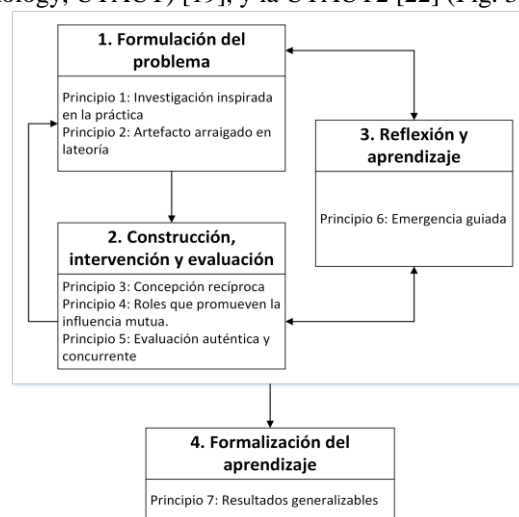 nology, UTAUT) [19], y la UTAUT2 [22] (Fig. 3
1. Formulación del
problema
Principio 1: Investigación inspirada
en la práctica
Principio 2: Artefacto arraigado en
lateoría
3. Reflexión y
aprendizaje
Principio 6: Emergencia guiada
2. Construcción,
intervención y evaluación
Principio 3: Concepción recíproca
Principio 4: Roles que promueven la
influencia mutua.
Principio 5: Evaluación auténtica y
concurrente
4. Formalización del
aprendizaje
Principio 7: Resultados generalizables